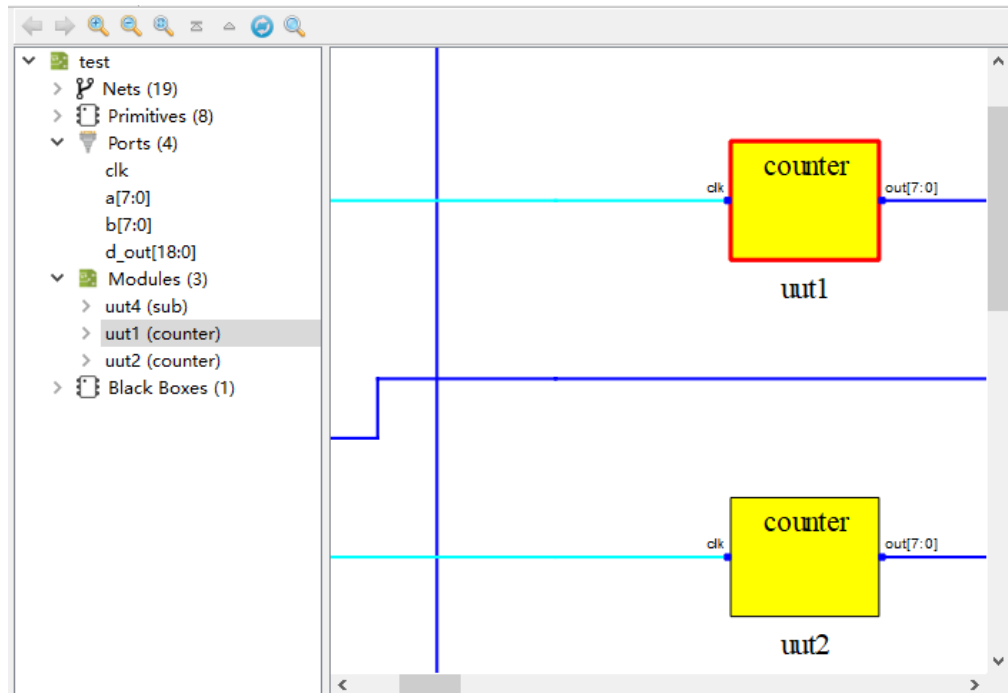 test
Nets (19)
Primitives (8)
Ports (4)
clk
a[7:0]
b[7:0]
d_out[18:0]
Modules (3)
uut4 (sub)
uut1 (counter)
uut2 (counter)
Black Boxes (1)
counter
clk
out[7:0]
uut1
counter
clk
out[7:0]
uut2